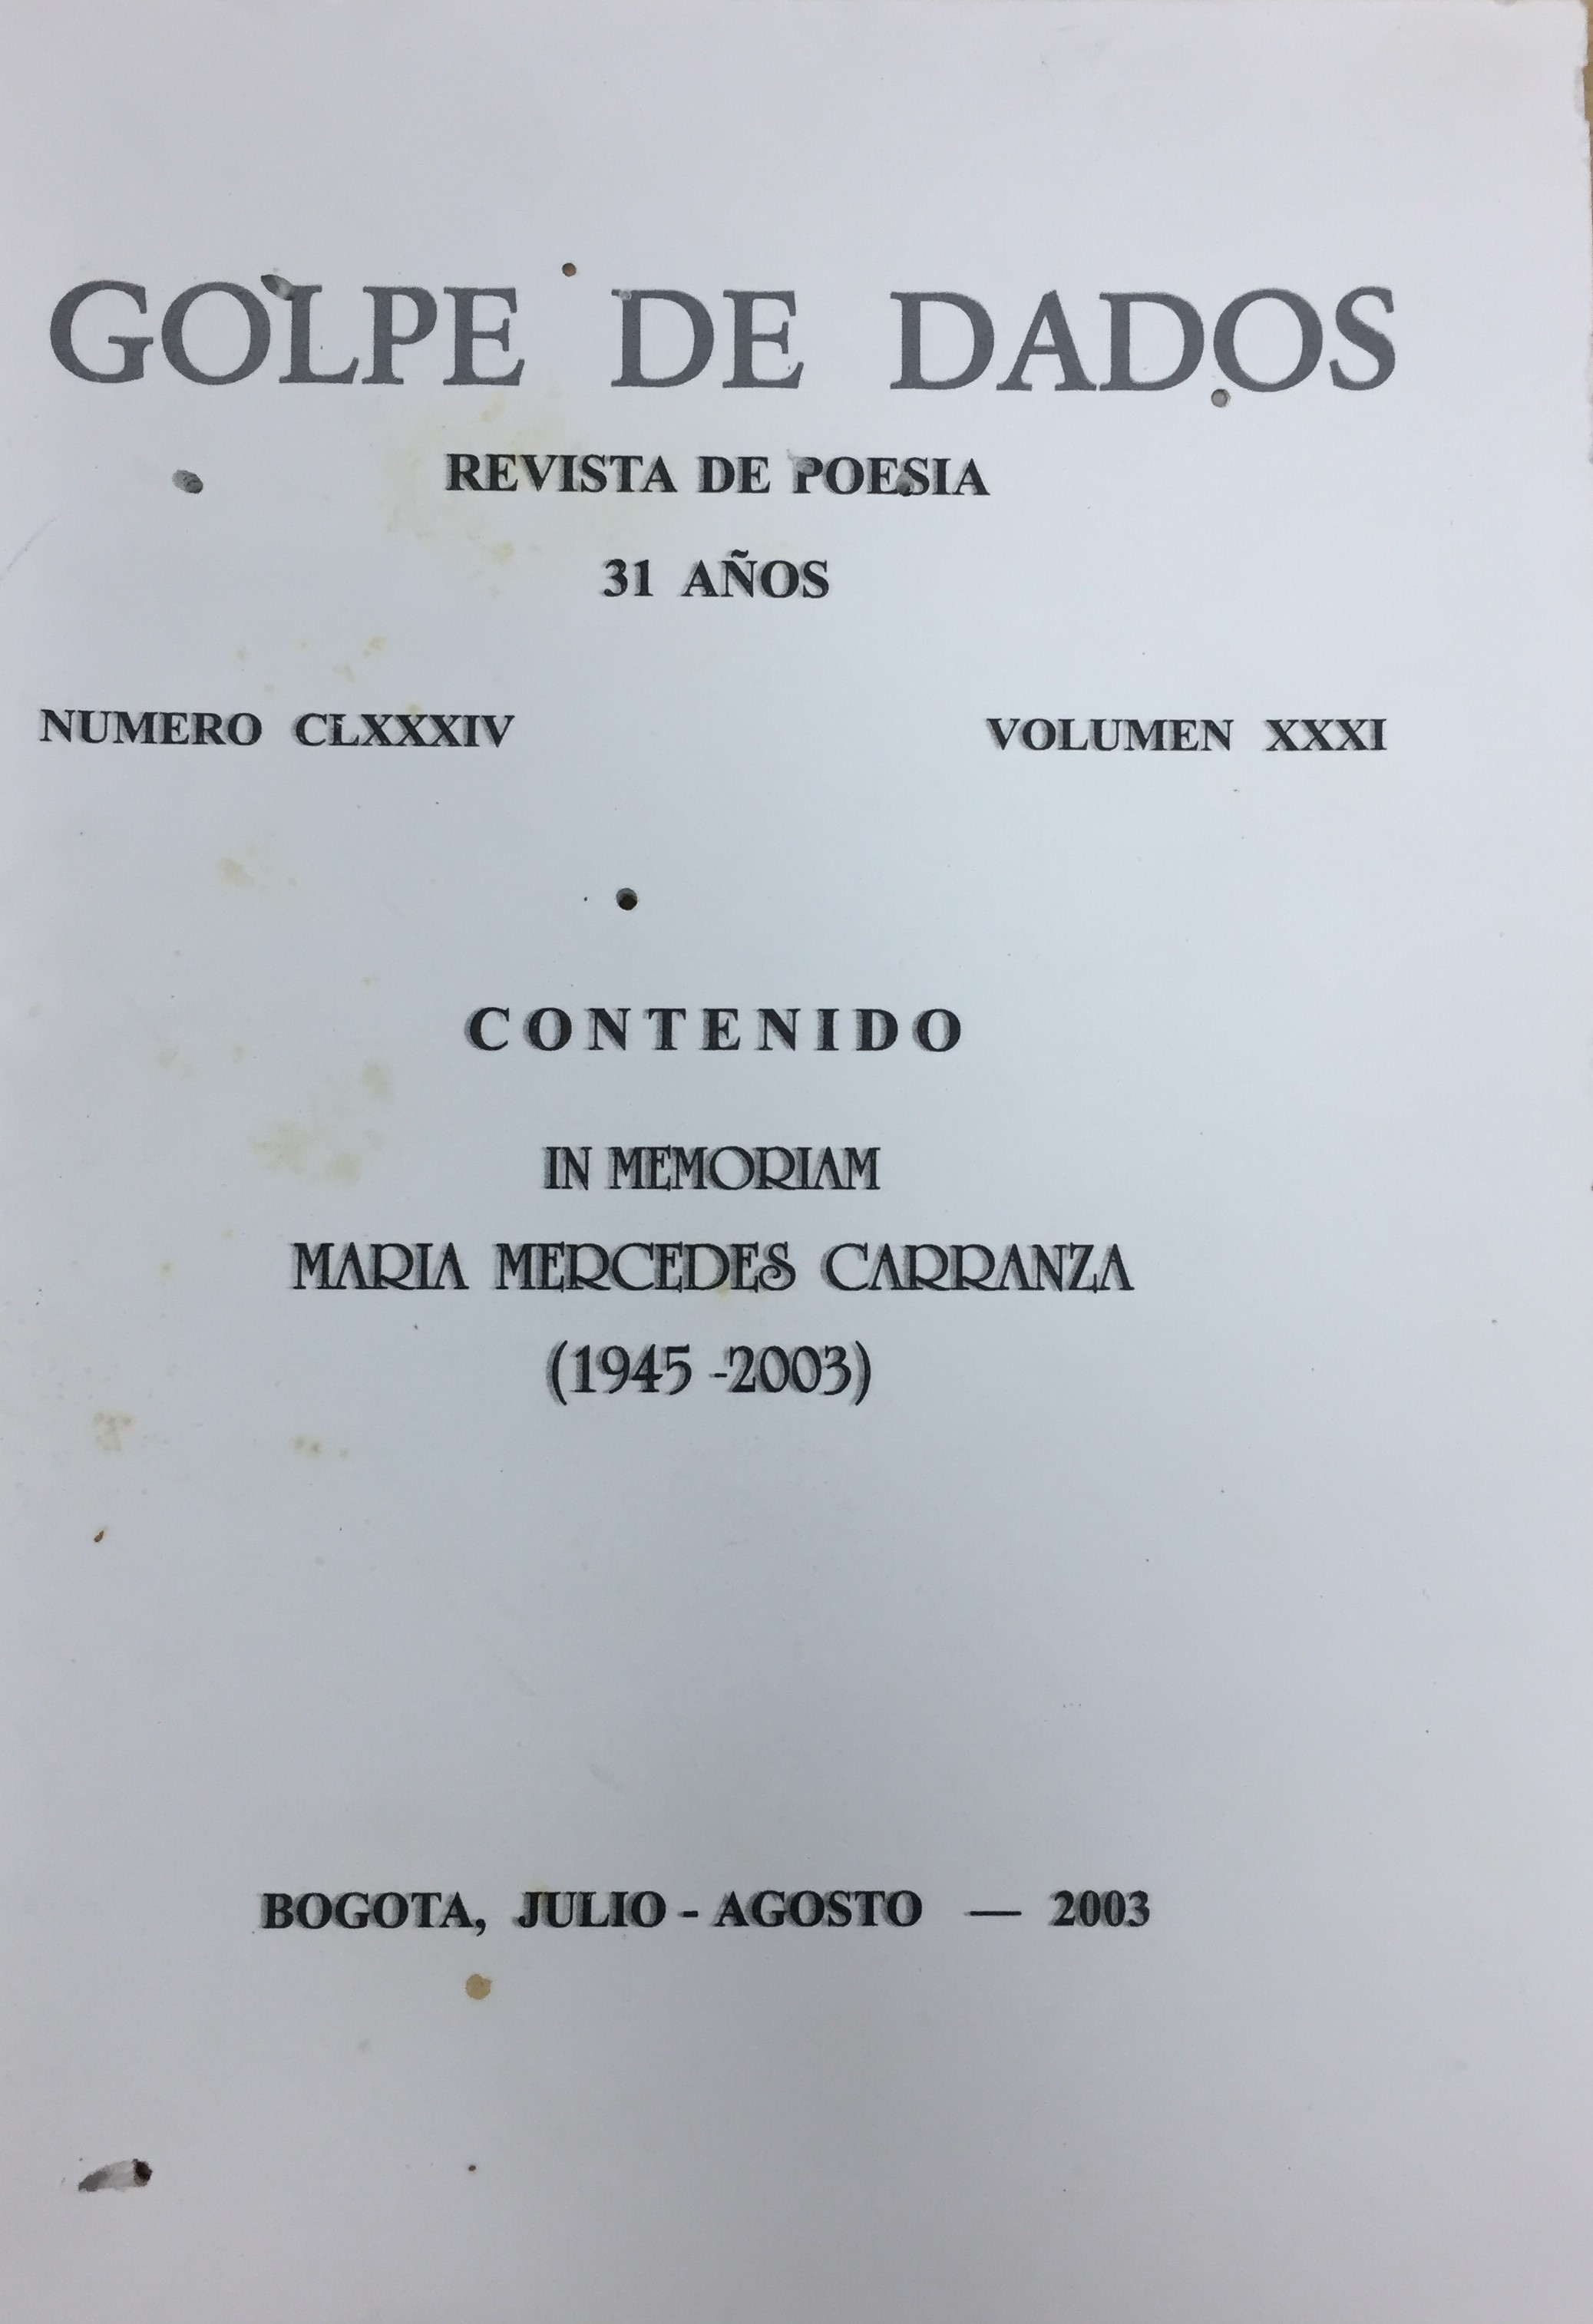 GOLPE DE DADOS
REVISTA DE POESIA
31 AÑOS
NUMERO CLXXXIV VOLUMEN XXXI
CONTENIDO
IN MEMORIAM
MARIA MERCEDES CARRANZA
(1945 -2003)
BOGOTA, JULIO - AGOSTO — 2003